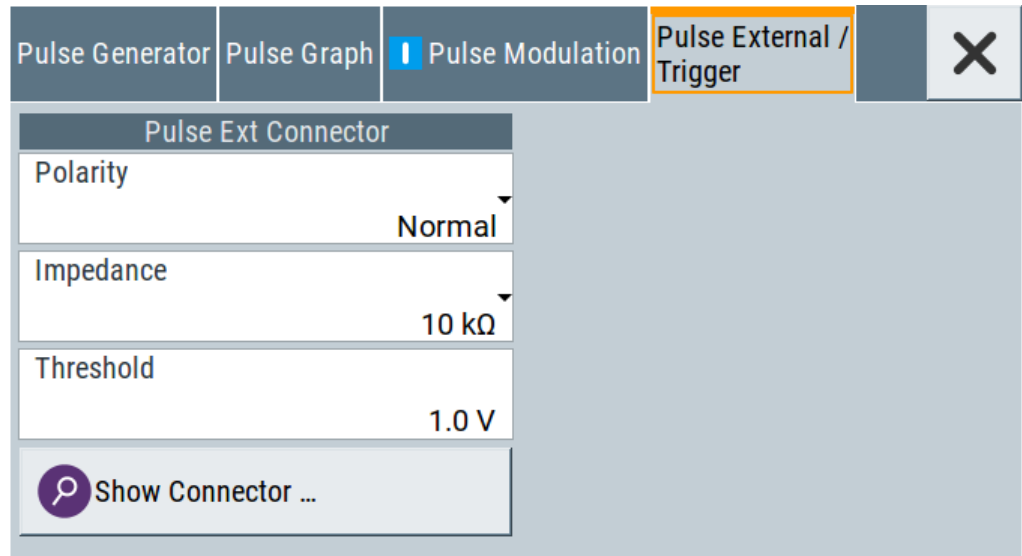 Pulse Generator
Pulse Graph
Pulse Modulation
Pulse External /
Trigger
Pulse Ext Connector
Polarity
Normal
Impedance
10 kΩ
Threshold
1.0 V
Show Connector ...